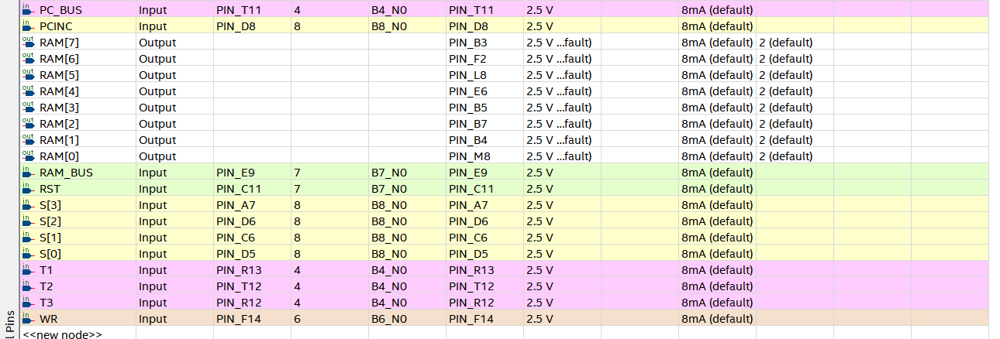 in PC_BUS Input PIN_T11 4 B4_N0 PIN_T11 2.5 V 8mA (default)
in PCINC Input PIN_D8 8 B8_N0 PIN_D8 2.5 V 8mA (default)
out RAM[7] Output PIN_B3 2.5 V ...fault) 8mA (default) 2 (default)
out RAM[6] Output PIN_F2 2.5 V ...fault) 8mA (default) 2 (default)
out RAM[5] Output PIN_L8 2.5 V ...fault) 8mA (default) 2 (default)
out RAM[4] Output PIN_E6 2.5 V ...fault) 8mA (default) 2 (default)
out RAM[3] Output PIN_B5 2.5 V ...fault) 8mA (default) 2 (default)
out RAM[2] Output PIN_B7 2.5 V ...fault) 8mA (default) 2 (default)
out RAM[1] Output PIN_B4 2.5 V ...fault) 8mA (default) 2 (default)
out RAM[0] Output PIN_M8 2.5 V ...fault) 8mA (default) 2 (default)
in RAM_BUS Input PIN_E9 7 B7_N0 PIN_E9 2.5 V 8mA (default)
in RST Input PIN_C11 7 B7_N0 PIN_C11 2.5 V 8mA (default)
in S[3] Input PIN_A7 8 B8_N0 PIN_A7 2.5 V 8mA (default)
in S[2] Input PIN_D6 8 B8_N0 PIN_D6 2.5 V 8mA (default)
in S[1] Input PIN_C6 8 B8_N0 PIN_C6 2.5 V 8mA (default)
in S[0] Input PIN_D5 8 B8_N0 PIN_D5 2.5 V 8mA (default)
in T1 Input PIN_R13 4 B4_N0 PIN_R13 2.5 V 8mA (default)
in T2 Input PIN_T12 4 B4_N0 PIN_T12 2.5 V 8mA (default)
in T3 Input PIN_R12 4 B4_N0 PIN_R12 2.5 V 8mA (default)
in WR Input PIN_F14 6 B6_N0 PIN_F14 2.5 V 8mA (default)
<<new node>>
l Pins